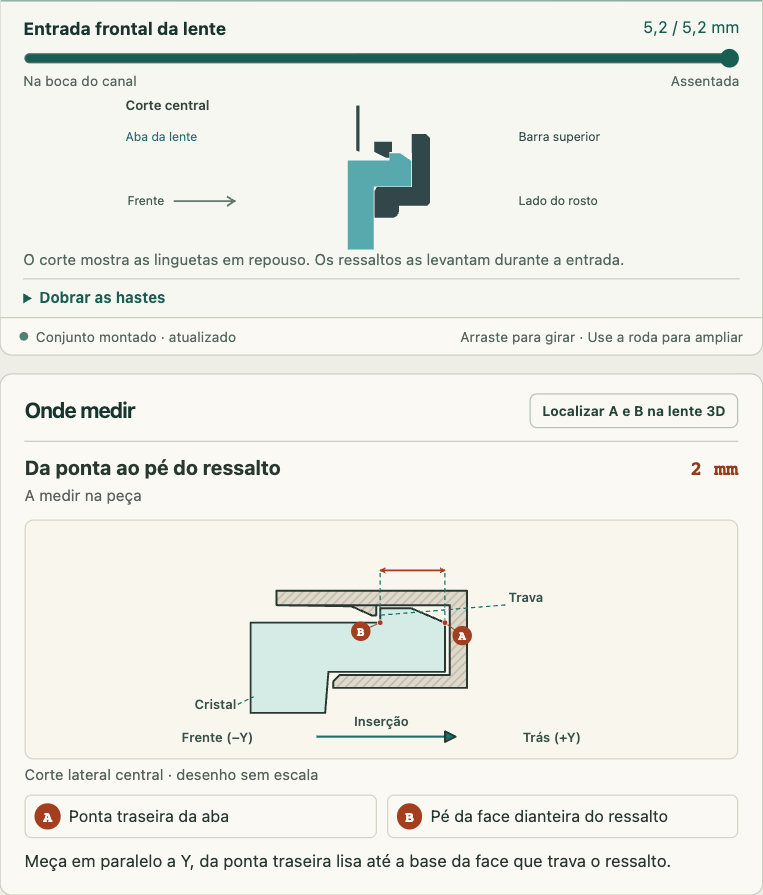 Entrada frontal da lente
5,2 / 5,2 mm
Na boca do canal
Assentada
Corte central
Aba da lente
Barra superior
Frente
Lado do rosto
O corte mostra as linguetas em repouso. Os ressaltos as levantam durante a entrada.
Dobrar as hastes
Conjunto montado · atualizado
Arraste para girar · Use a roda para ampliar
Onde medir
Localizar A e B na lente 3D
Da ponta ao pé do ressalto
2 mm
A medir na peça
Trava
B
A
Cristal
Inserção
Frente (−Y)
Trás (+Y)
Corte lateral central · desenho sem escala
A Ponta traseira da aba
B Pé da face dianteira do ressalto
Meça em paralelo a Y, da ponta traseira lisa até a base da face que trava o ressalto.